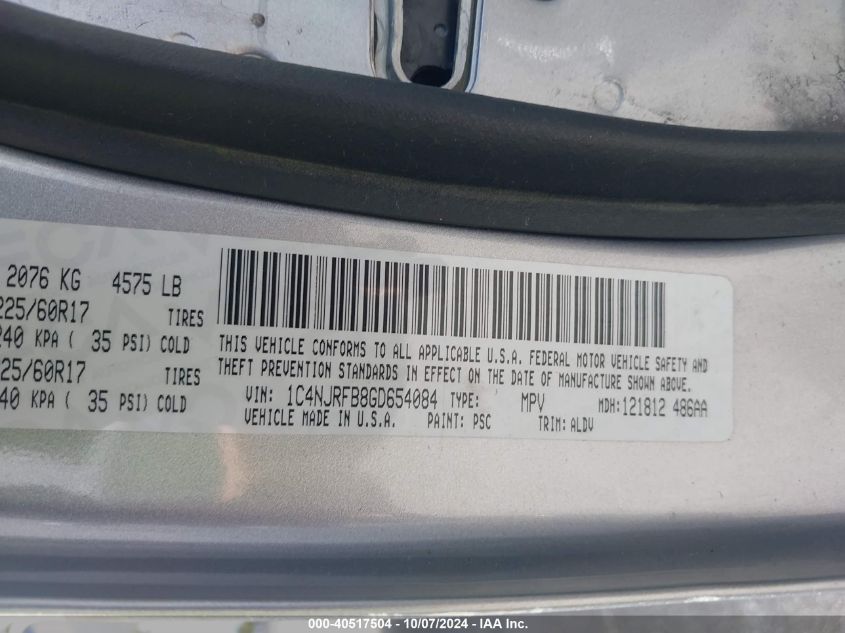 2076 KG 4575 LB
225/60R17 TIRES
240 KPA ( 35 PSI) COLD
25/60R17 TIRES
40 KPA ( 35 PSI) COLD
THIS VEHICLE CONFORMS TO ALL APPLICABLE U.S.A. FEDERAL MOTOR VEHICLE SAFETY AND
THEFT PREVENTION STANDARDS IN EFFECT ON THE DATE OF MANUFACTURE SHOWN ABOVE.
VIN: 1C4NJRFB8GD654084 TYPE: MPV MDH:121812 486AA
VEHICLE MADE IN U.S.A. PAINT: PSC TRIM: ALDV
000-40517504 - 10/07/2024 - IAA Inc.